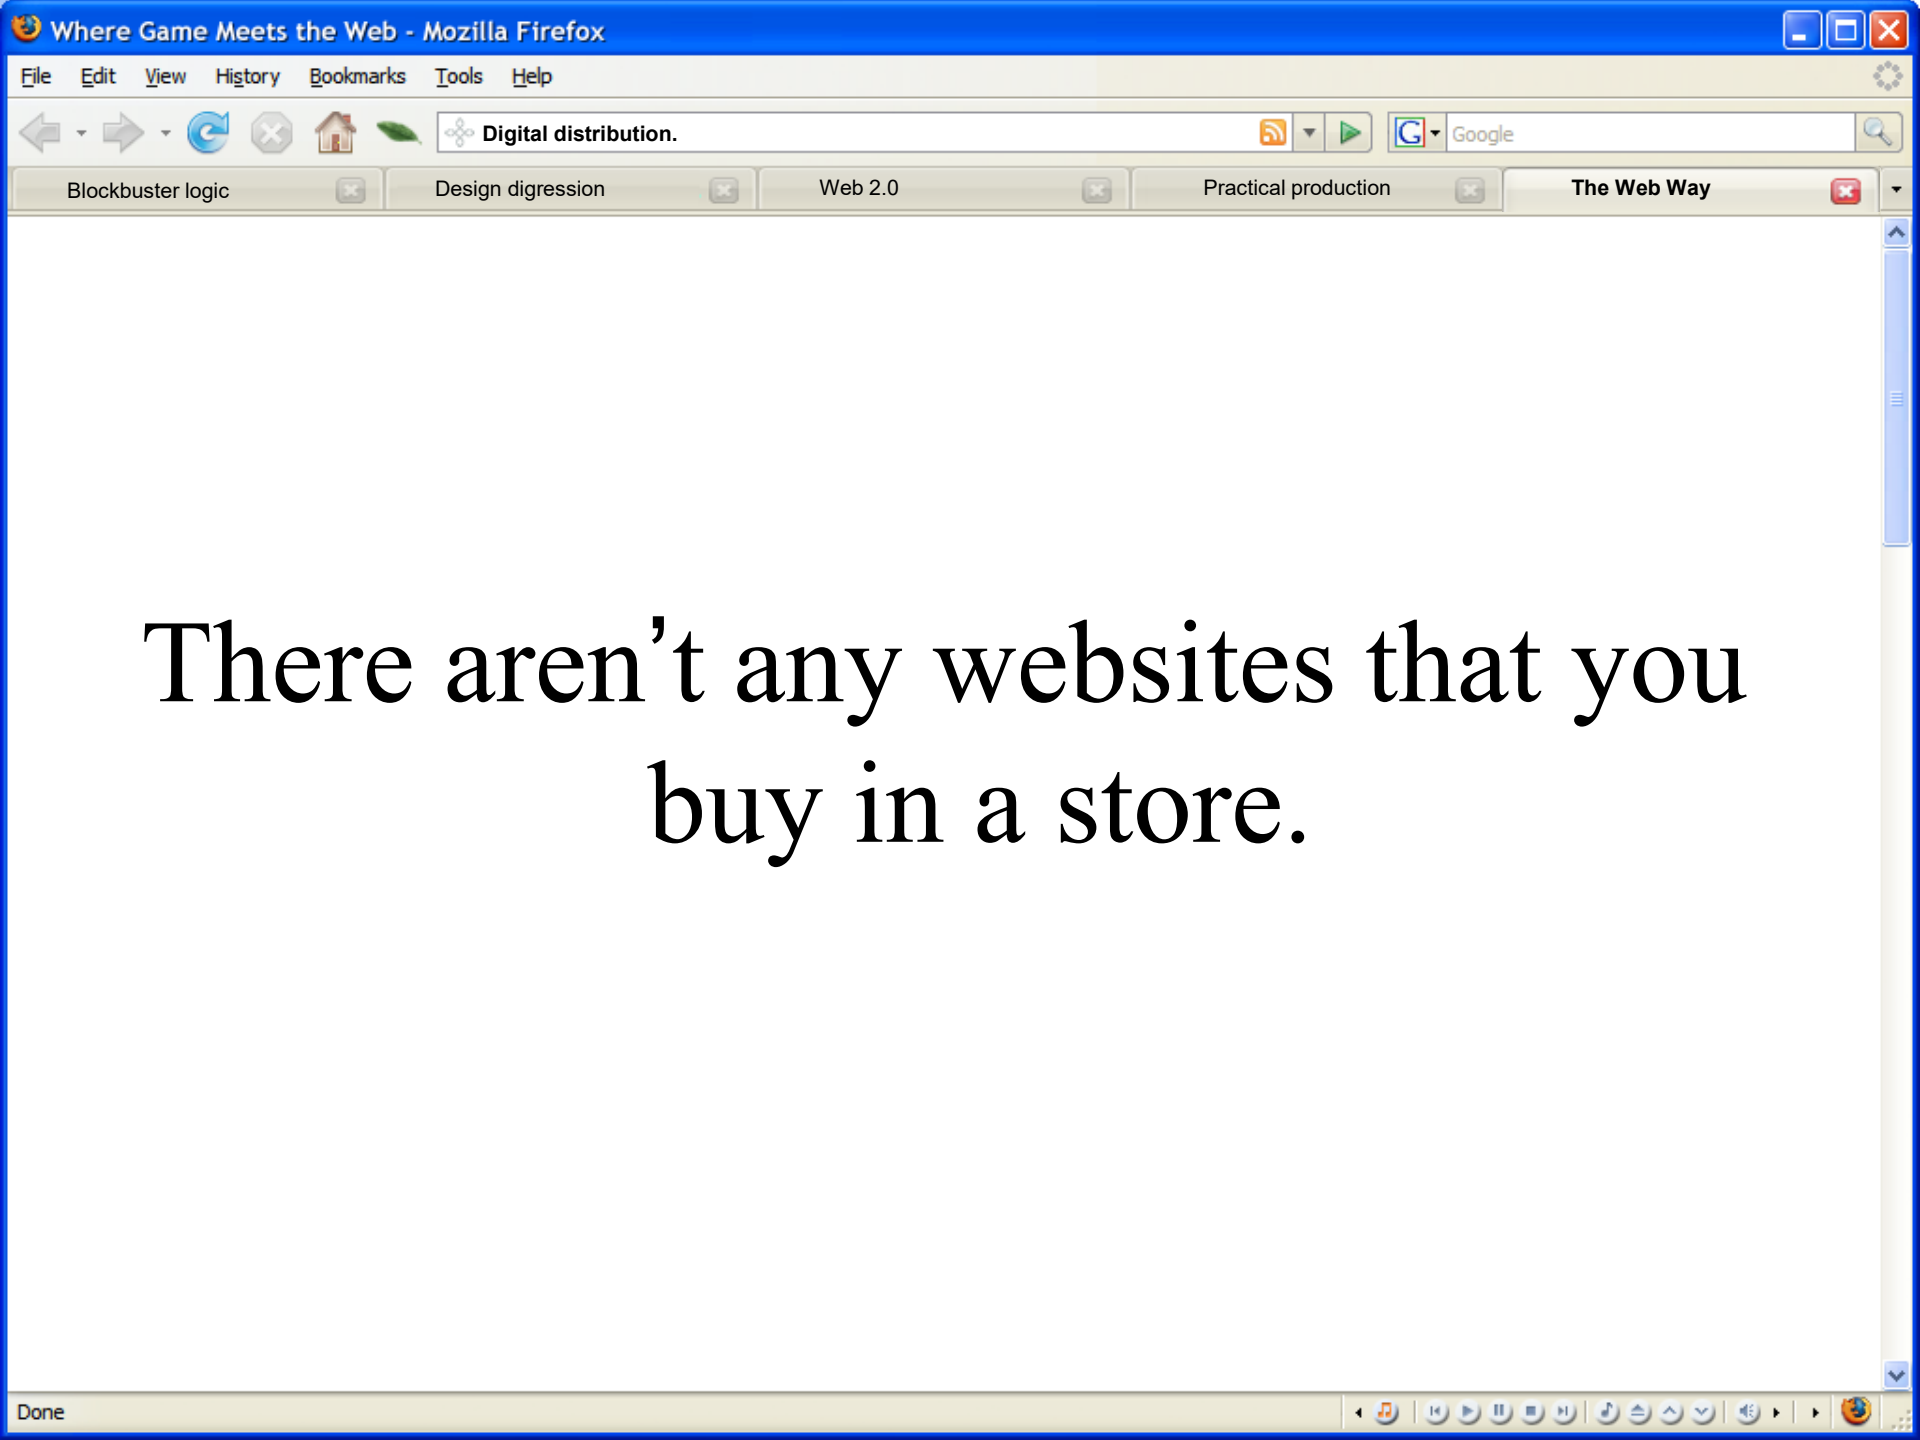 Where Game Meets the Web - Mozilla Firefox
File Edit View History Bookmarks Tools Help
Digital distribution.
G Google
Blockbuster logic
Design digression
Web 2.0
Practical production
The Web Way
There aren’t any websites that you
buy in a store.
Done